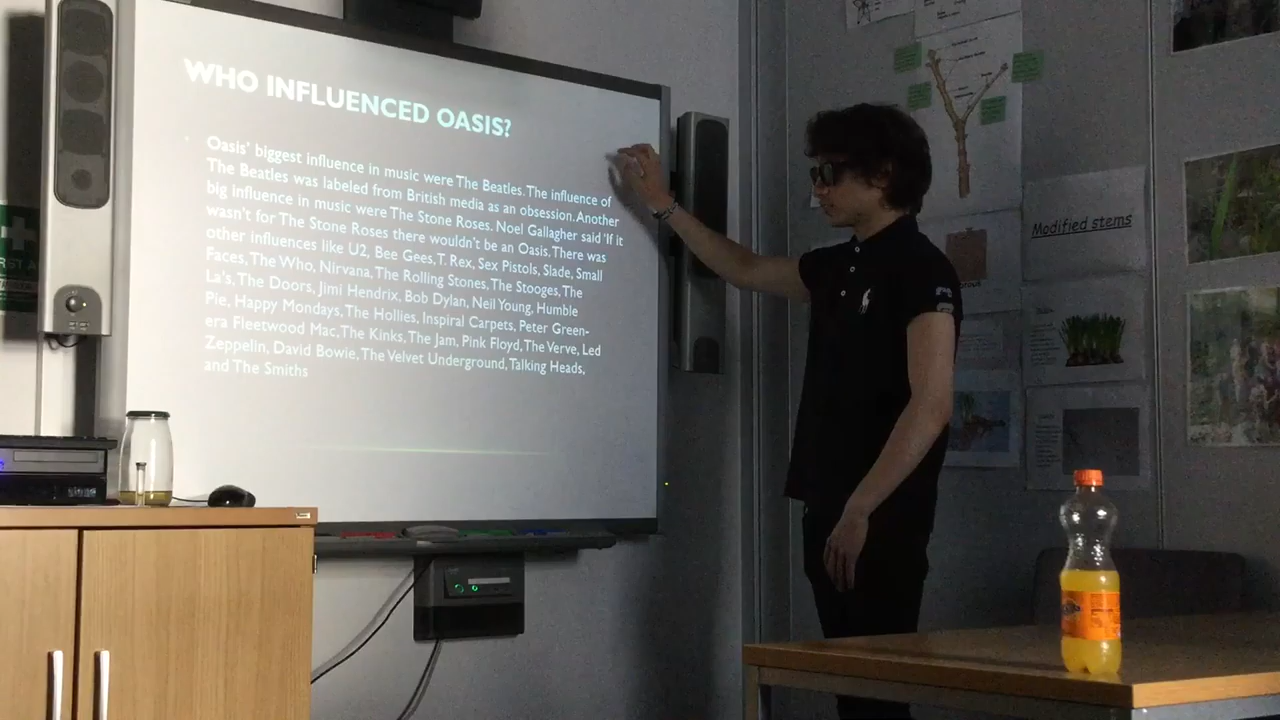 WHO INFLUENCED OASIS?
Oasis' biggest influence in music were The Beatles. The influence of
The Beatles was labeled from British media as an obsession. Another
big influence in music were The Stone Roses. Noel Gallagher said 'If it
wasn't for The Stone Roses there wouldn't be an Oasis. There was
other influences like U2, Bee Gees, T. Rex, Sex Pistols, Slade, Small
Faces, The Who, Nirvana, The Rolling Stones, The Stooges, The
La's, The Doors, Jimi Hendrix, Bob Dylan, Neil Young, Humble
Pie, Happy Mondays, The Hollies, Inspiral Carpets, Peter Green-
era Fleetwood Mac, The Kinks, The Jam, Pink Floyd, The Verve, Led
Zeppelin, David Bowie, The Velvet Underground, Talking Heads,
and The Smiths
Modified stems